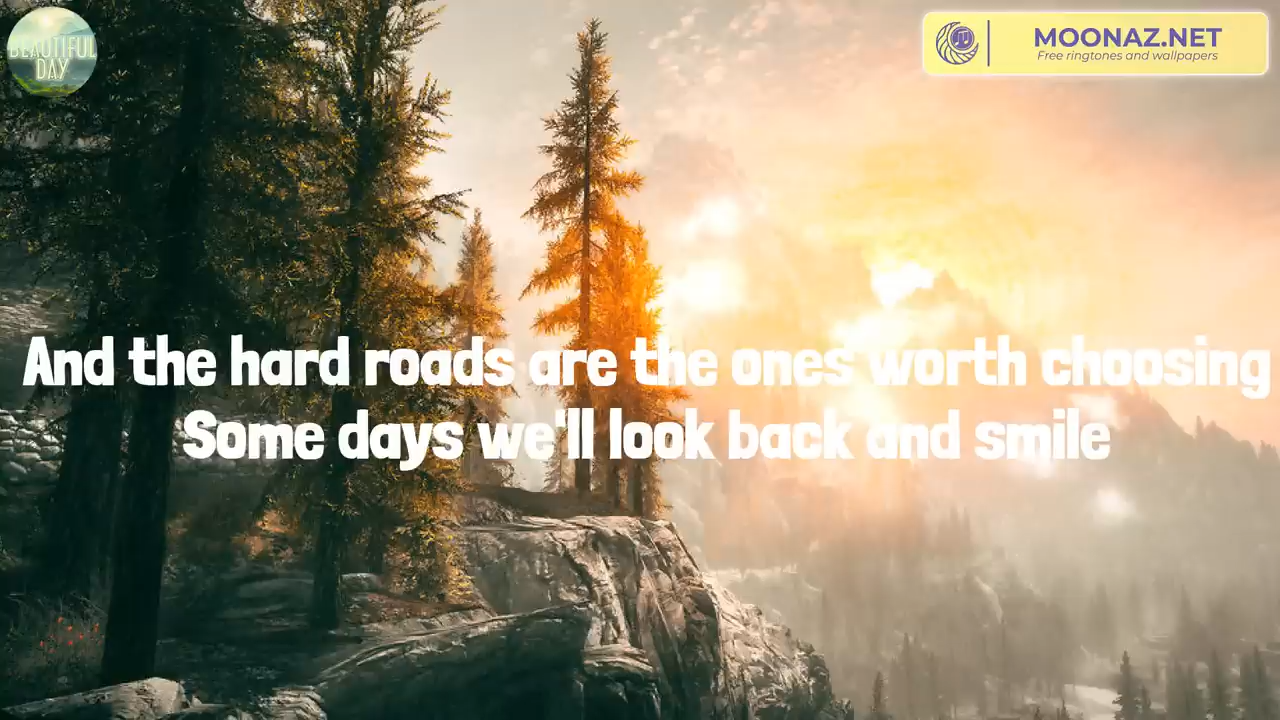 BEAUTIFUL
DAY
MOONAZ.NET
Free ringtones and wallpapers
And the hard roads are the ones worth choosing
Some days we'll look back and smile